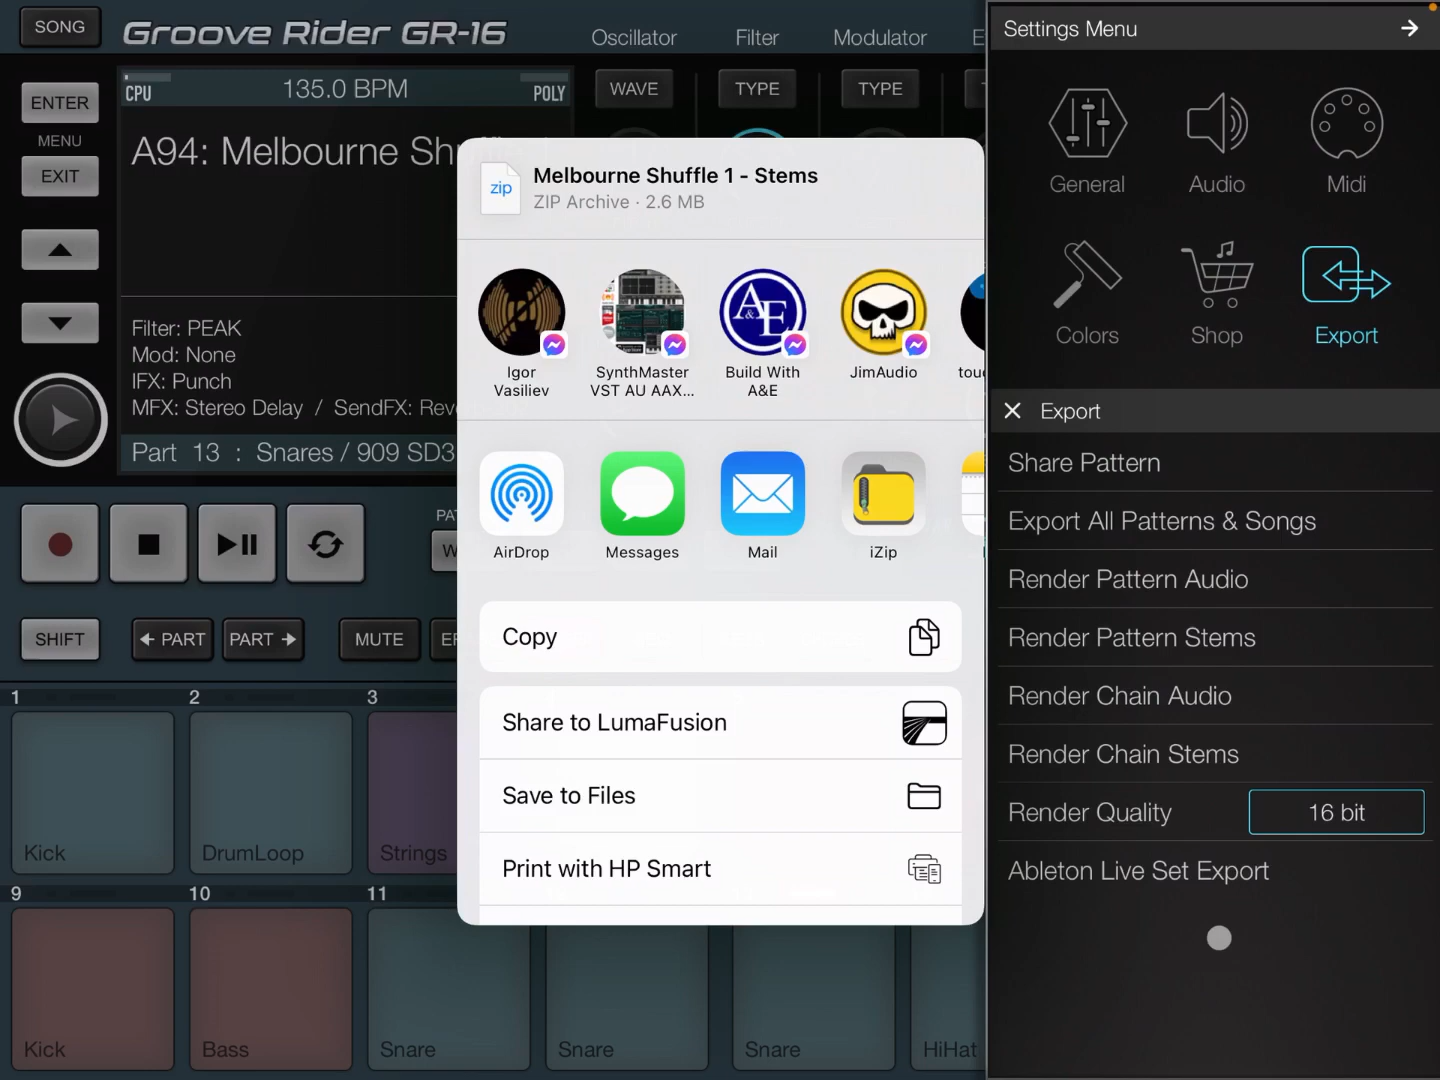 SONG
Groove Rider GR-16
Oscillator
Filter
Modulator
E
ENTER
MENU
EXIT
CPU
135.0 BPM
POLY
WAVE
TYPE
TYPE
A94: Melbourne Sh
Filter: PEAK
Mod: None
IFX: Punch
MFX: Stereo Delay / SendFX: Rev
Part 13 : Snares / 909 SD3
PA
W
SHIFT
PART
PART
MUTE
1
2
3
Kick
DrumLoop
Strings
9
10
11
Kick
Bass
Snare
Snare
Snare
HiHat
zip
Melbourne Shuffle 1 - Stems
ZIP Archive · 2.6 MB
A&E
Igor
Vasiliev
SynthMaster
VST AU AAX...
Build With
A&E
JimAudio
tou
AirDrop
Messages
Mail
iZip
Copy
Share to LumaFusion
Save to Files
Print with HP Smart
Settings Menu
General
Audio
Midi
Colors
Shop
Export
Export
Share Pattern
Export All Patterns & Songs
Render Pattern Audio
Render Pattern Stems
Render Chain Audio
Render Chain Stems
Render Quality
16 bit
Ableton Live Set Export